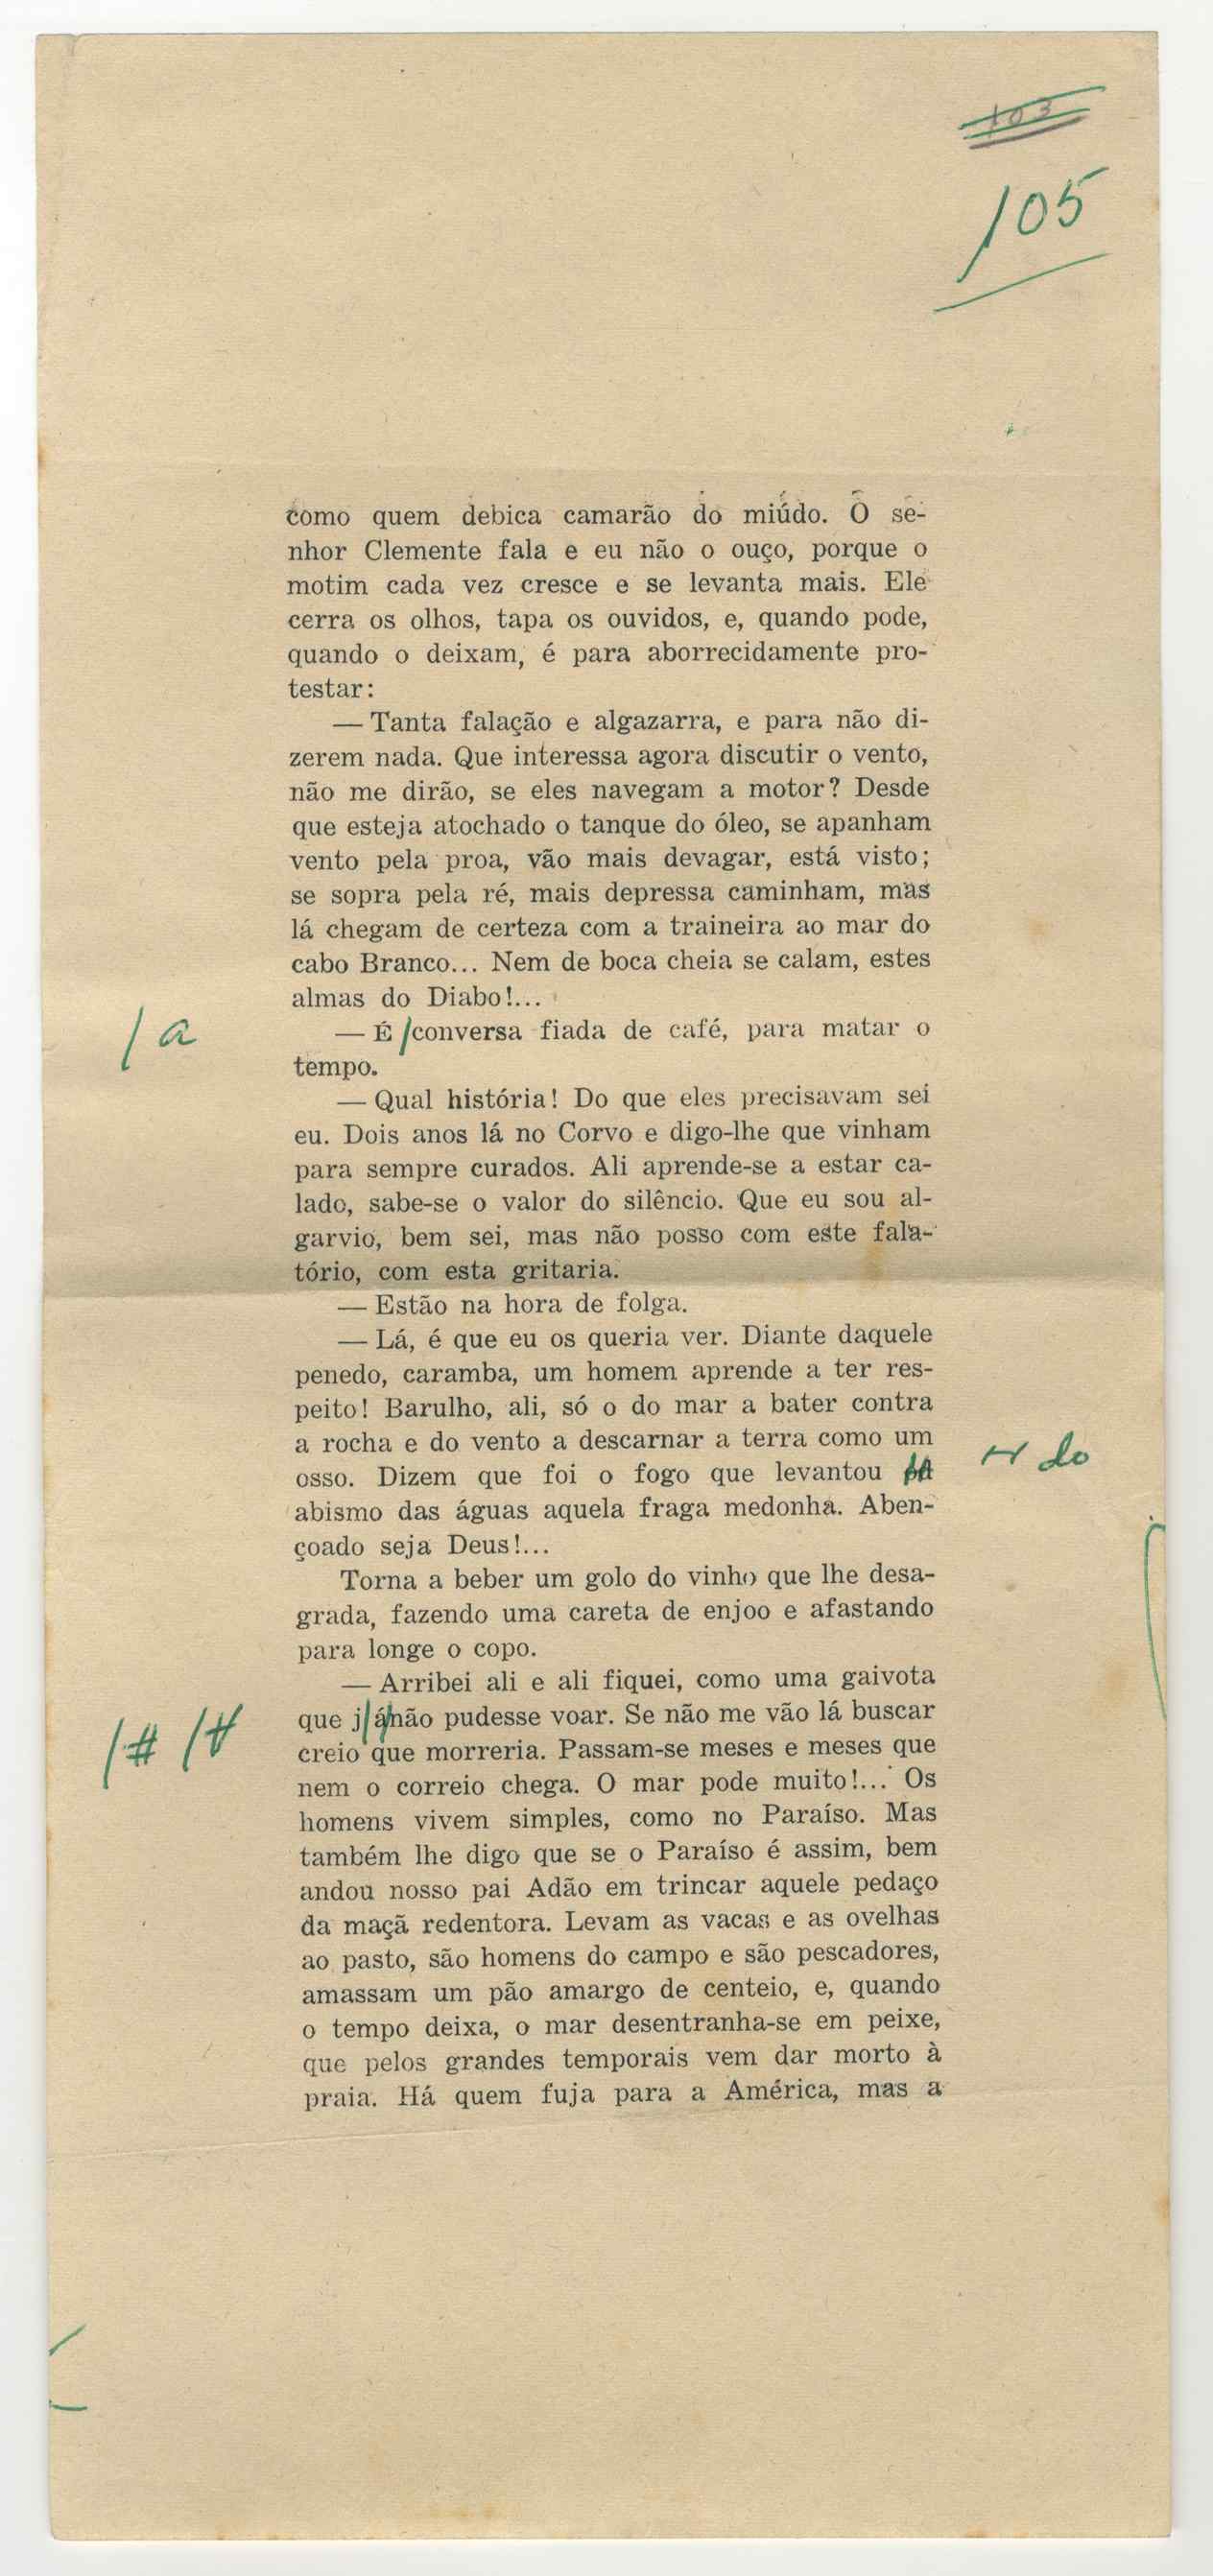 103
105
como quem debica camarão do miúdo. O se-
nhor Clemente fala e eu não o ouço, porque o
motim cada vez cresce e se levanta mais. Ele
cerra os olhos, tapa os ouvidos, e, quando pode,
quando o deixam, é para aborrecidamente pro-
testar:
— Tanta falação e algazarra, e para não di-
zerem nada. Que interessa agora discutir o vento,
não me dirão, se eles navegam a motor? Desde
que esteja atochado o tanque do óleo, se apanham
vento pela proa, vão mais devagar, está visto;
se sopra pela ré, mais depressa caminham, mas
lá chegam de certeza com a traineira ao mar do
cabo Branco... Nem de boca cheia se calam, estes
almas do Diabo!...
/ a
— É /conversa fiada de café, para matar o
tempo.
— Qual história! Do que eles precisavam sei
eu. Dois anos lá no Corvo e digo-lhe que vinham
para sempre curados. Ali aprende-se a estar ca-
lado, sabe-se o valor do silêncio. Que eu sou al-
garvio, bem sei, mas não posso com este fala-
tório, com esta gritaria.
— Estão na hora de folga.
— Lá, é que eu os queria ver. Diante daquele
penedo, caramba, um homem aprende a ter res-
peito! Barulho, ali, só o do mar a bater contra
a rocha e do vento a descarnar a terra como um
osso. Dizem que foi o fogo que levantou
do
abismo das águas aquela fraga medonha. Aben-
çoado seja Deus!...
Torna a beber um golo do vinho que lhe desa-
grada, fazendo uma careta de enjoo e afastando
para longe o copo.
— Arribei ali e ali fiquei, como uma gaivota
/# /#
que j/á/não pudesse voar. Se não me vão lá buscar
creio que morreria. Passam-se meses e meses que
nem o correio chega. O mar pode muito!... Os
homens vivem simples, como no Paraíso. Mas
também lhe digo que se o Paraíso é assim, bem
andou nosso pai Adão em trincar aquele pedaço
da maçã redentora. Levam as vacas e as ovelhas
ao pasto, são homens do campo e são pescadores,
amassam um pão amargo de centeio, e, quando
o tempo deixa, o mar desentranha-se em peixe,
que pelos grandes temporais vem dar morto à
praia. Há quem fuja para a América, mas a